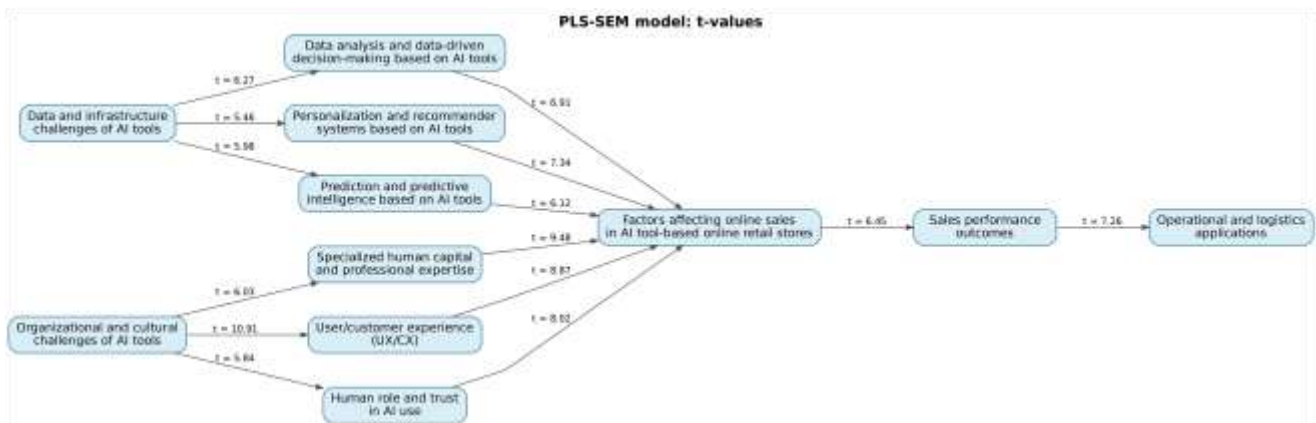 PLS-SEM model: t-values
Data analysis and data-driven
decision-making based on AI tools
t = 6.27
t = 6.91
Data and infrastructure
challenges of AI tools
t = 5.46
Personalization and recommender
systems based on AI tools
t = 5.98
t = 7.34
Prediction and predictive
intelligence based on AI tools
t = 6.12
Factors affecting online sales
in AI tool-based online retail stores
t = 6.45
Sales performance
outcomes
t = 7.26
Operational and logistics
applications
t = 9.48
Specialized human capital
and professional expertise
t = 8.87
t = 6.03
Organizational and cultural
challenges of AI tools
t = 10.91
User/customer experience
(UX/CX)
t = 8.02
t = 5.84
Human role and trust
in AI use